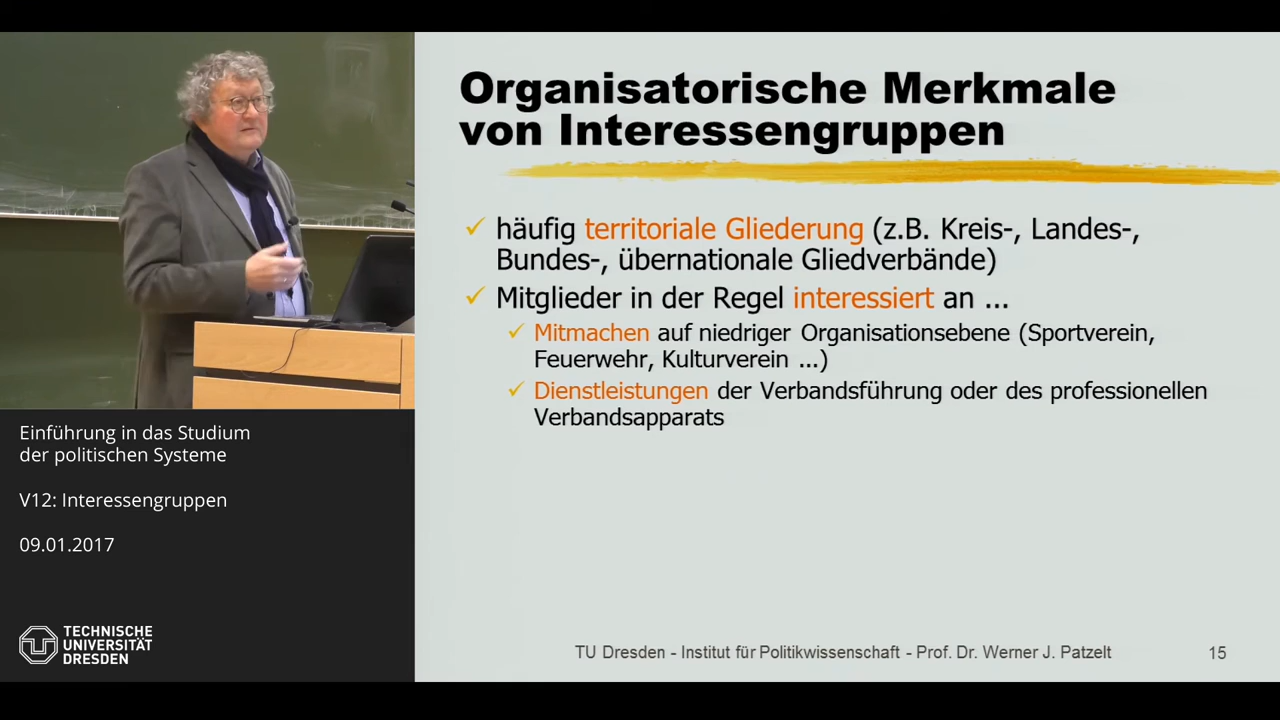 Organisatorische Merkmale
von Interessengruppen
häufig territoriale Gliederung (z.B. Kreis-, Landes-,
Bundes-, übernationale Gliedverbände)
Mitglieder in der Regel interessiert an ...
Mitmachen auf niedriger Organisationsebene (Sportverein,
Feuerwehr, Kulturverein ...)
Dienstleistungen der Verbandsführung oder des professionellen
Verbandsapparats
Einführung in das Studium
der politischen Systeme
V12: Interessengruppen
09.01.2017
TECHNISCHE
UNIVERSITÄT
DRESDEN
TU Dresden - Institut für Politikwissenschaft - Prof. Dr. Werner J. Patzelt
15